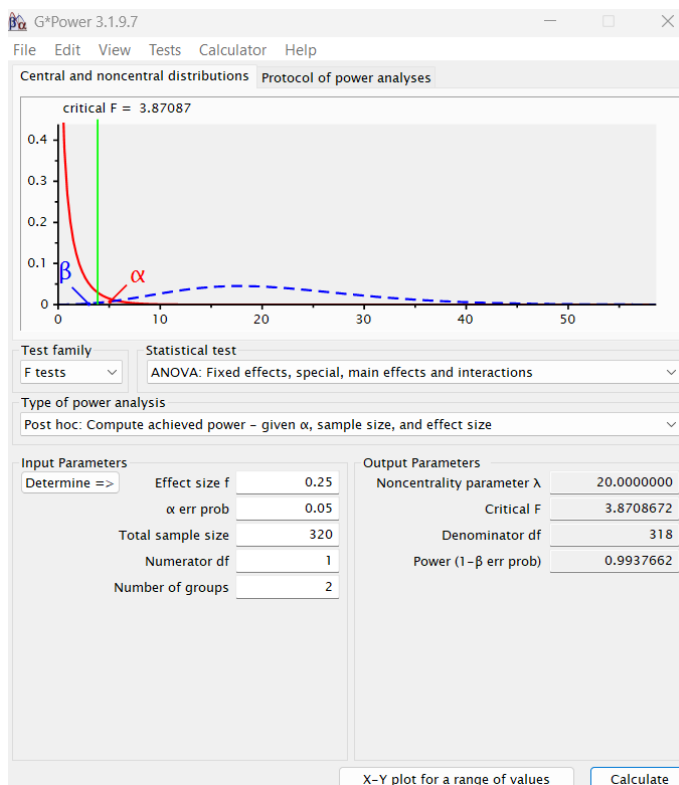 G*Power 3.1.9.7
File Edit View Tests Calculator Help
Central and noncentral distributions Protocol of power analyses
critical F = 3.87087
0.4
0.3
0.2
0.1
0
β α
0 10 20 30 40 50
Test family Statistical test
F tests ANOVA: Fixed effects, special, main effects and interactions
Type of power analysis
Post hoc: Compute achieved power – given α, sample size, and effect size
Input Parameters Output Parameters
Determine => Effect size f 0.25 Noncentrality parameter λ 20.0000000
α err prob 0.05 Critical F 3.8708672
Total sample size 320 Denominator df 318
Numerator df 1 Power (1-β err prob) 0.9937662
Number of groups 2
X-Y plot for a range of values Calculate